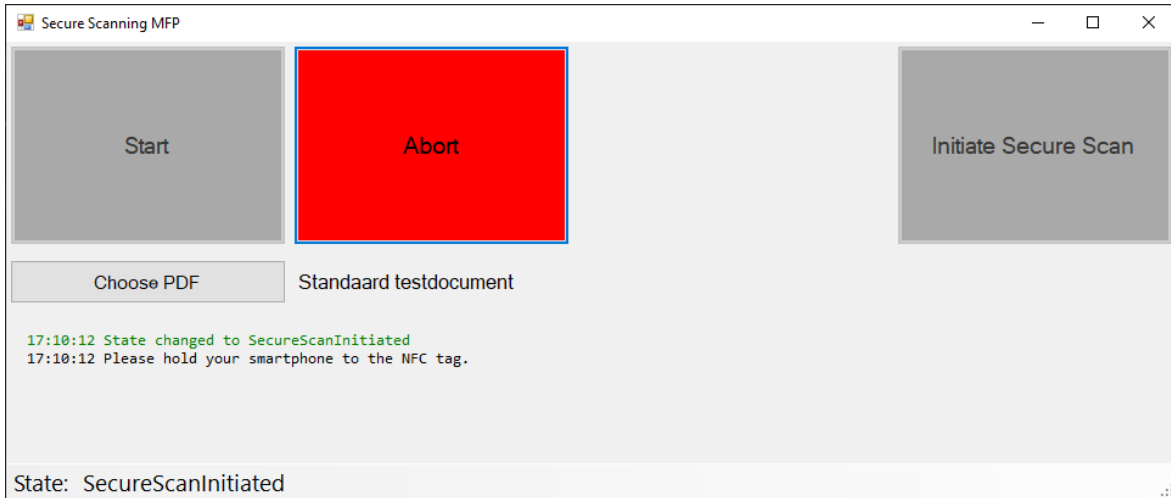 Secure Scanning MFP
Start
Abort
Initiate Secure Scan
Choose PDF
Standaard testdocument
17:10:12 State changed to SecureScanInitiated
17:10:12 Please hold your smartphone to the NFC tag.
State: SecureScanInitiated